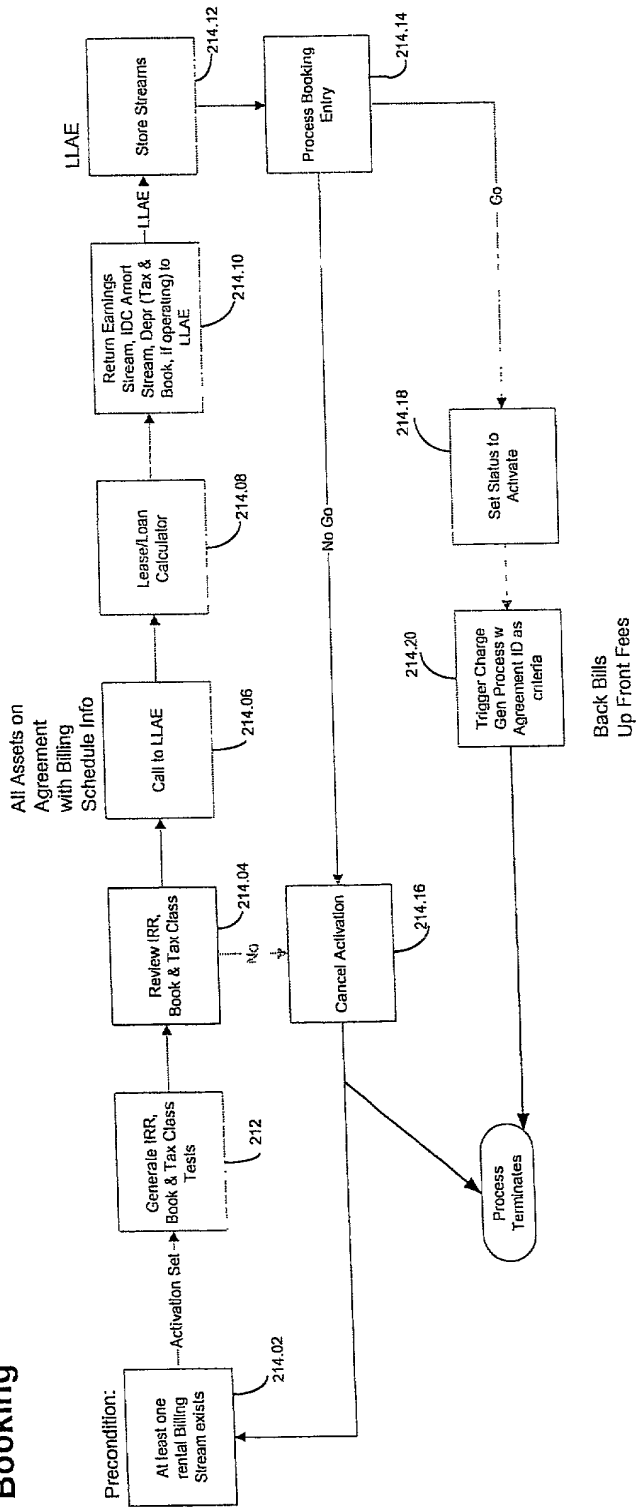 Booking
Precondition:
At least one
rental Billing
Stream exists
214.02
Activation Set
Generate IRR,
Book & Tax Class
Tests
212
Review IRR,
Book & Tax Class
214.04
No
All Assets on
Agreement
with Billing
Schedule Info
Call to LLAE
214.06
Lease/Loan
Calculator
214.08
Return Earnings
Stream, IDC Amort
Stream, Depr (Tax &
Book, if operating) to
LLAE
214.10
LLAE
LLAE
Store Streams
214.12
Process Booking
Entry
214.14
No Go
Cancel Activation
214.16
Go
Set Status to
Activate
214.18
Trigger Charge
Gen Process w
Agreement ID as
criteria
214.20
Back Bills
Up Front Fees
Process
Terminates